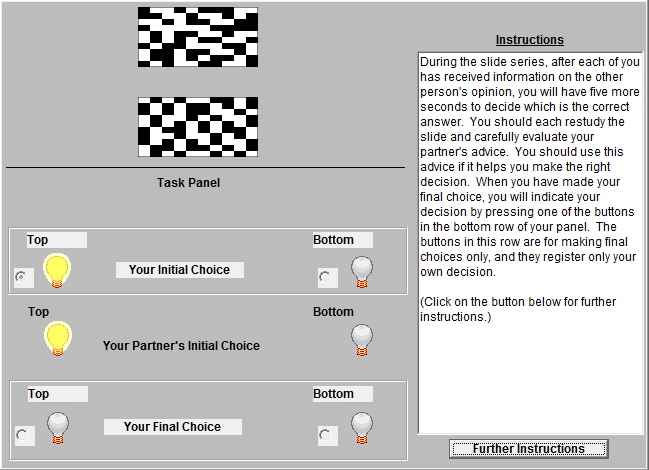 Instructions
During the slide series, after each of you
has received information on the other
person's opinion, you will have five more
seconds to decide which is the correct
answer.  You should each restudy the
slide and carefully evaluate your
partner's advice.  You should use this
advice if it helps you make the right
decision.  When you have made your
final choice, you will indicate your
decision by pressing one of the buttons
in the bottom row of your panel.  The
buttons in this row are for making final
choices only, and they register only your
own decision.
(Click on the button below for further
instructions.)
Further Instructions
Task Panel
Top
Bottom
Your Initial Choice
Top
Bottom
Your Partner's Initial Choice
Top
Bottom
Your Final Choice